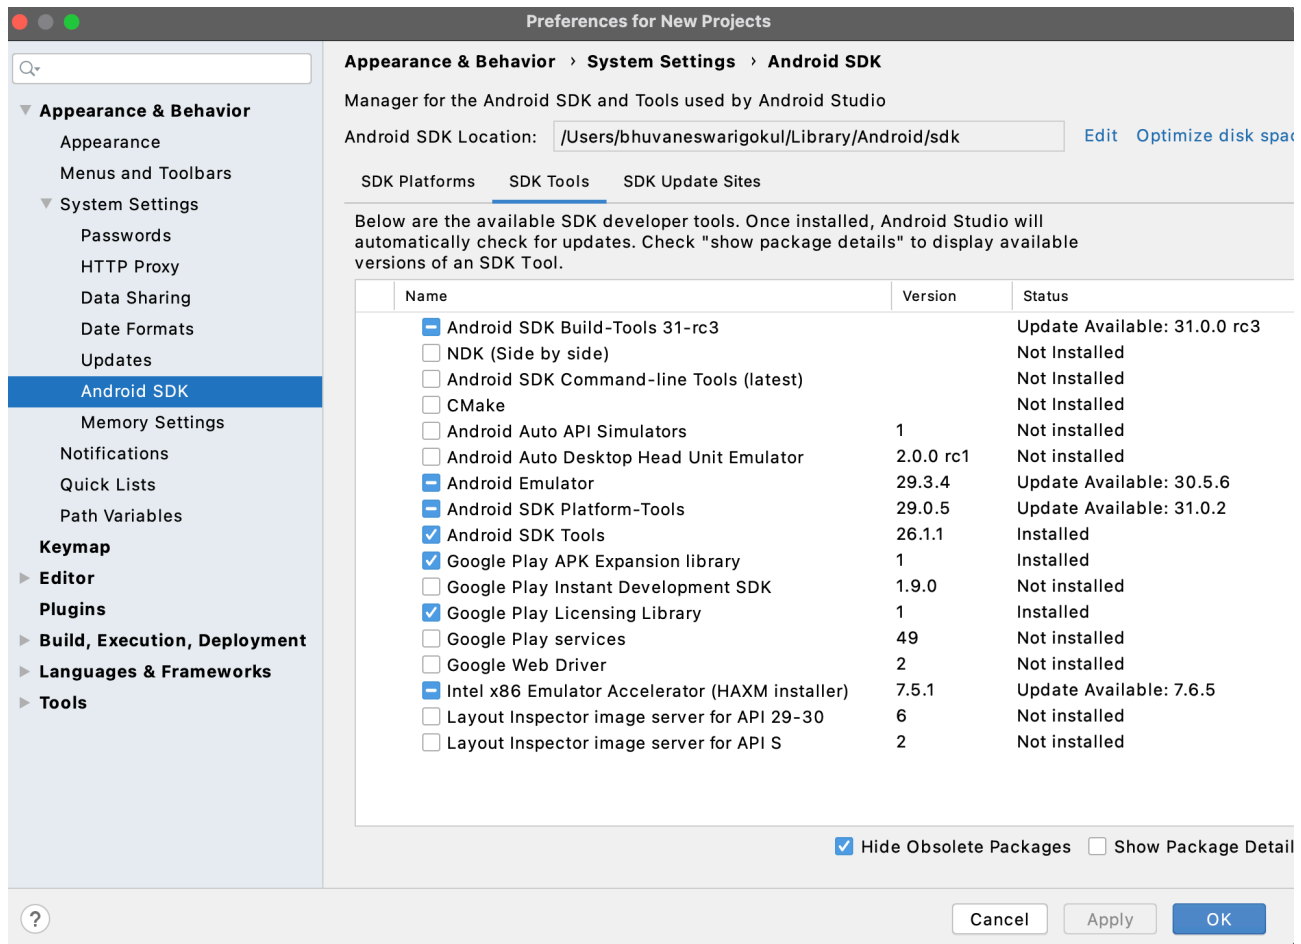 Preferences for New Projects
Appearance & Behavior
Appearance
Menus and Toolbars
System Settings
Passwords
HTTP Proxy
Data Sharing
Date Formats
Updates
Android SDK
Memory Settings
Notifications
Quick Lists
Path Variables
Keymap
Editor
Plugins
Build, Execution, Deployment
Languages & Frameworks
Tools
Appearance & Behavior › System Settings › Android SDK
Manager for the Android SDK and Tools used by Android Studio
Android SDK Location: /Users/bhuvaneswarigokul/Library/Android/sdk Edit Optimize disk spac
SDK Platforms SDK Tools SDK Update Sites
Below are the available SDK developer tools. Once installed, Android Studio will
automatically check for updates. Check "show package details" to display available
versions of an SDK Tool.
Name Version Status
Android SDK Build-Tools 31-rc3 Update Available: 31.0.0 rc3
NDK (Side by side) Not Installed
Android SDK Command-line Tools (latest) Not Installed
CMake Not Installed
Android Auto API Simulators 1 Not installed
Android Auto Desktop Head Unit Emulator 2.0.0 rc1 Not installed
Android Emulator 29.3.4 Update Available: 30.5.6
Android SDK Platform-Tools 29.0.5 Update Available: 31.0.2
Android SDK Tools 26.1.1 Installed
Google Play APK Expansion library 1 Installed
Google Play Instant Development SDK 1.9.0 Not installed
Google Play Licensing Library 1 Installed
Google Play services 49 Not installed
Google Web Driver 2 Not installed
Intel x86 Emulator Accelerator (HAXM installer) 7.5.1 Update Available: 7.6.5
Layout Inspector image server for API 29-30 6 Not installed
Layout Inspector image server for API S 2 Not installed
Hide Obsolete Packages Show Package Detail
? Cancel Apply OK